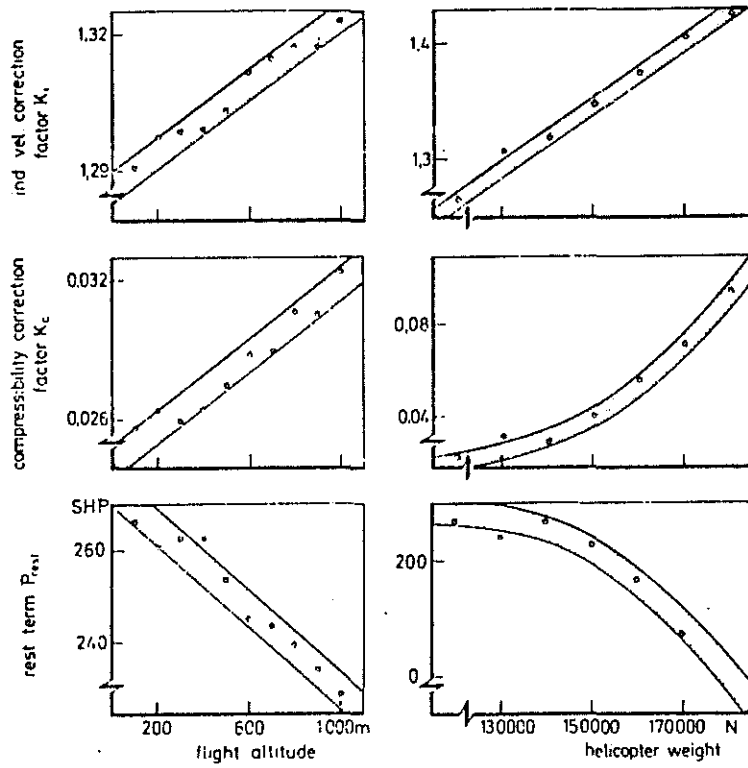 ind vel. correction
factor K₁
1,32
1,29
1,4
1,3
compressibility correction
factor K_c
0.032
0.026
0,08
0,04
rest term P_rest
SHP
260
240
200
0
200 600 1000m
flight altitude
130000 150000 170000 N
helicopter weight